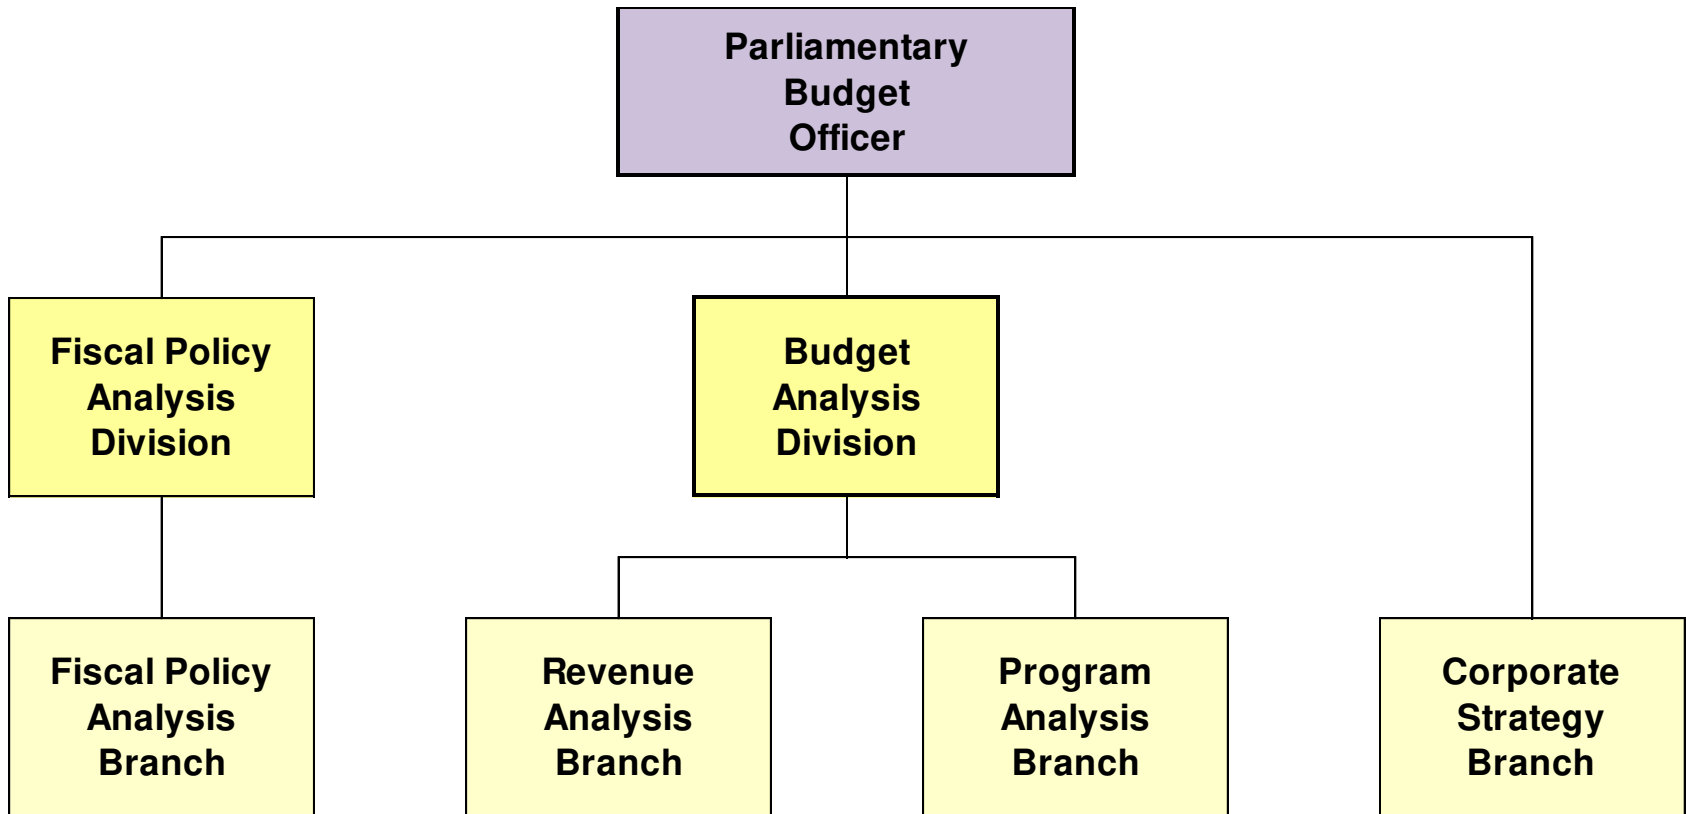 Parliamentary
Budget
Officer
Fiscal Policy
Analysis
Division
Budget
Analysis
Division
Fiscal Policy
Analysis
Branch
Revenue
Analysis
Branch
Program
Analysis
Branch
Corporate
Strategy
Branch